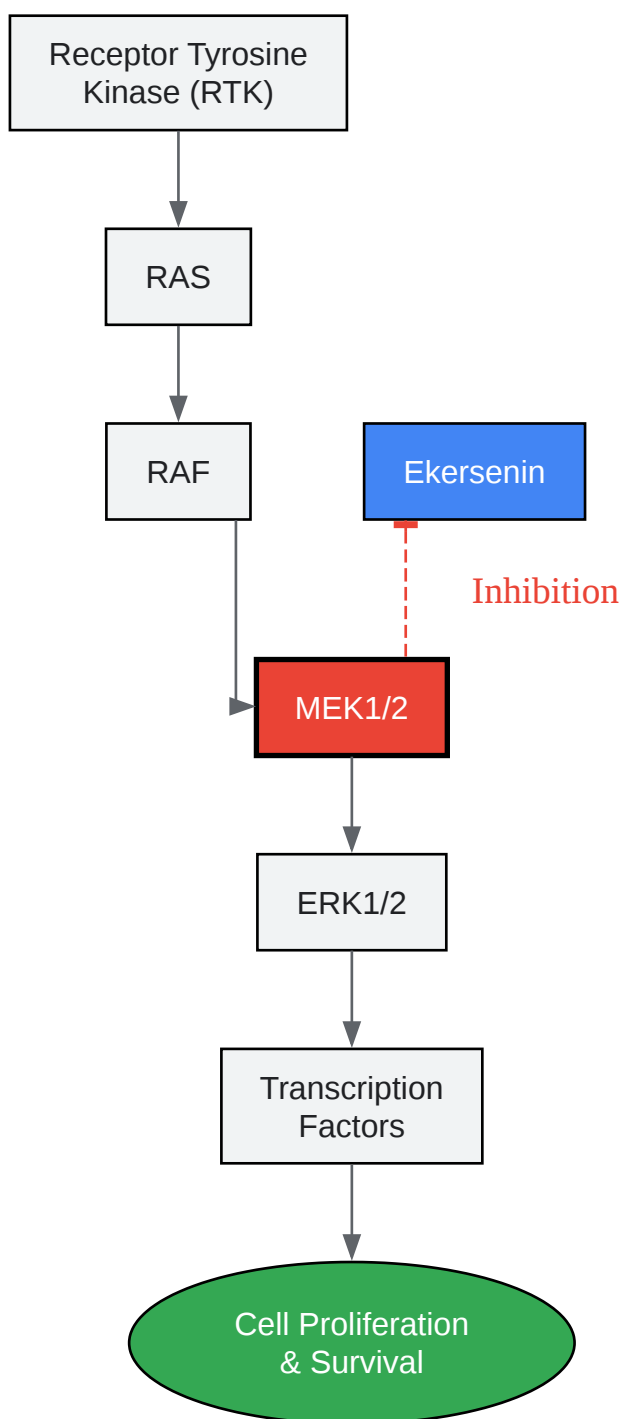 Receptor Tyrosine
Kinase (RTK)
RAS
RAF
Ekersenin
Inhibition
MEK1/2
ERK1/2
Transcription
Factors
Cell Proliferation
& Survival